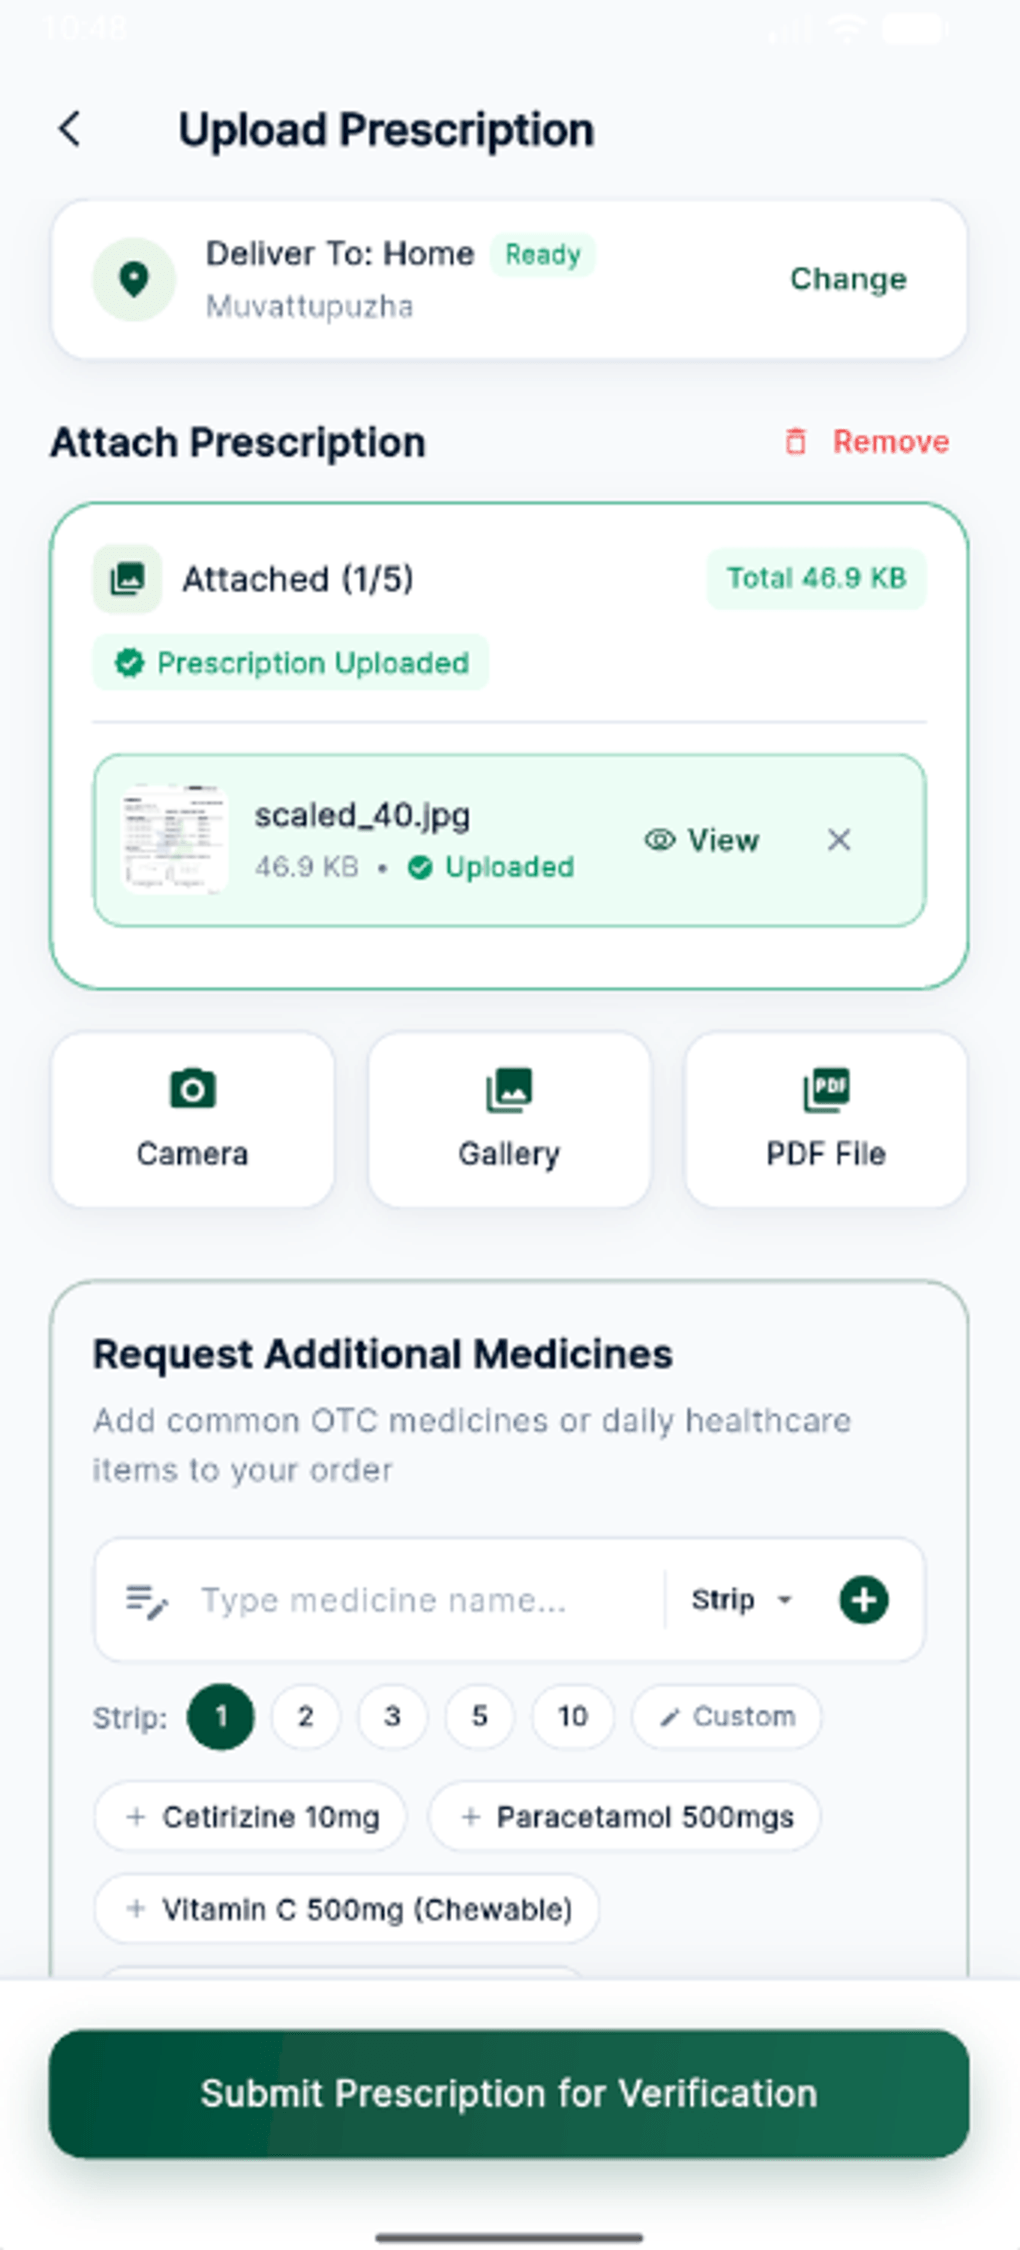 10:48
Upload Prescription
Deliver To: Home Ready
Muvattupuzha
Change
Attach Prescription
Remove
Attached (1/5)
Total 46.9 KB
Prescription Uploaded
scaled_40.jpg
46.9 KB • Uploaded
View
Camera
Gallery
PDF
PDF File
Request Additional Medicines
Add common OTC medicines or daily healthcare
items to your order
Type medicine name...
Strip
Strip: 1 2 3 5 10 Custom
+ Cetirizine 10mg
+ Paracetamol 500mgs
+ Vitamin C 500mg (Chewable)
Submit Prescription for Verification